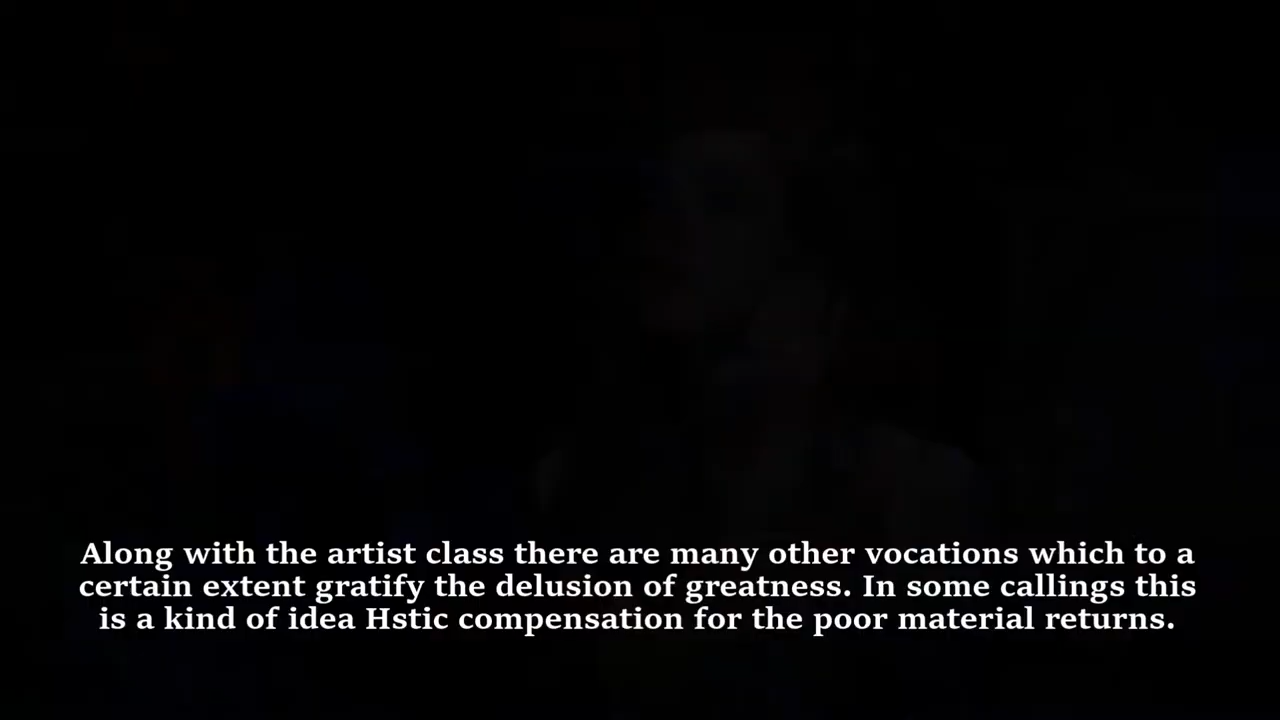 Along with the artist class there are many other vocations which to a
certain extent gratify the delusion of greatness. In some callings this
is a kind of idea Hstic compensation for the poor material returns.